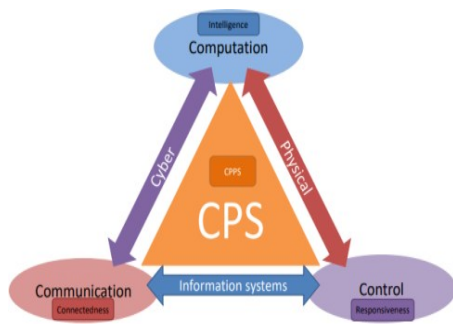 Intelligence
Computation
Cyber
Physical
CPPS
CPS
Communication
Connectedness
Information systems
Control
Responsiveness